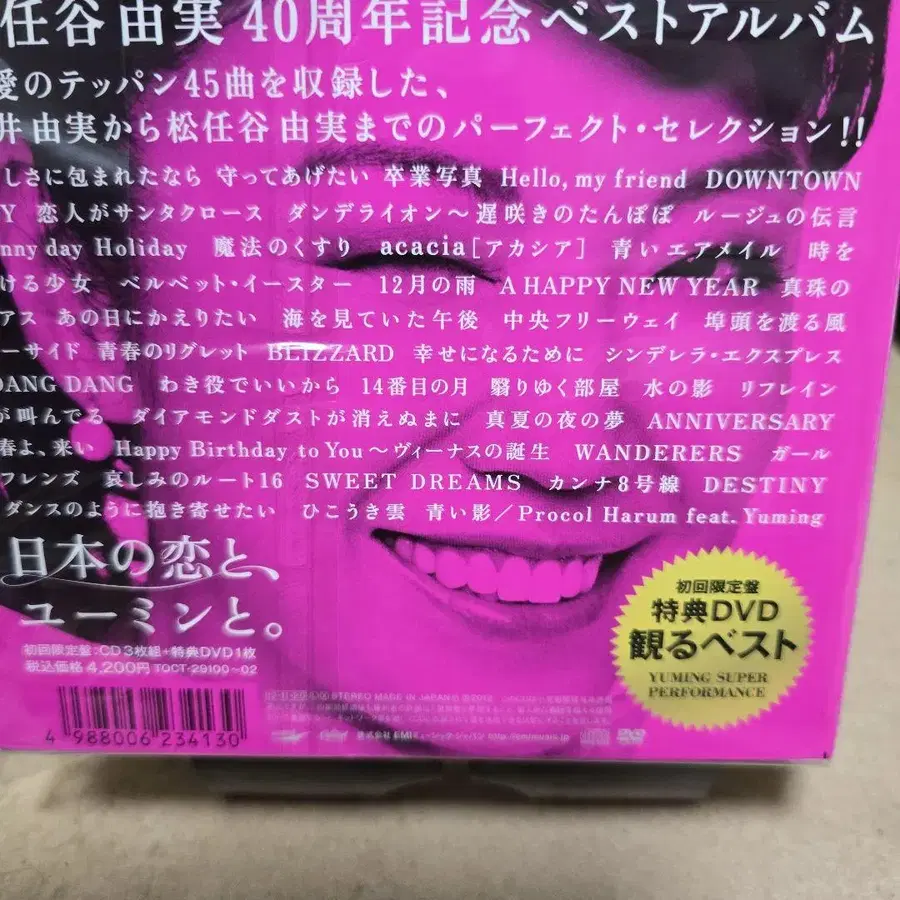 任谷由実40周年記念ベストアルバム
愛のテッパン45曲を収録した、
井由実から松任谷由実までのパーフェクト・セレクション!!
しさに包まれたなら 守ってあげたい 卒業写真 Hello, my friend DOWNTOWN
Y 恋人がサンタクロース ダンデライオン〜遅咲きのたんぽぽ ルージュの伝言
nny day Holiday 魔法のくすり acacia[アカシア] 青いエアメイル 時を
ける少女 ベルベット・イースター 12月の雨 A HAPPY NEW YEAR 真珠の
アス あの日にかえりたい 海を見ていた午後 中央フリーウェイ 埠頭を渡る風
ーサイド 青春のリグレット BLIZZARD 幸せになるために シンデレラ・エクスプレス
DANG DANG わき役でいいから 14番目の月 翳りゆく部屋 水の影 リフレイン
が叫んでる ダイアモンドダストが消えぬまに 真夏の夜の夢 ANNIVERSARY
春よ、来い Happy Birthday to You〜ヴィーナスの誕生 WANDERERS ガール
フレンズ 哀しみのルート16 SWEET DREAMS カンナ8号線 DESTINY
ダンスのように抱き寄せたい ひこうき雲 青い影/Procol Harum feat. Yuming
日本の恋と、
ユーミンと。
初回限定盤:CD3枚組+特典DVD1枚
税込価格 4,200円 TOCT-29100〜02
初回限定盤
特典DVD
観るベスト
YUMING SUPER
PERFORMANCE
STEREO MADE IN JAPAN
4 988006 234130